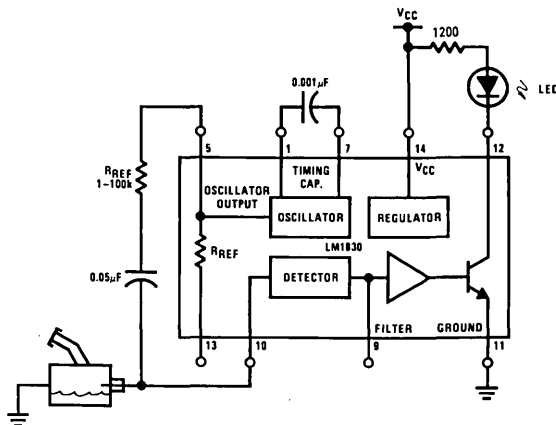 VCC
1200
LED
0.001μF
5
1
7
14
12
VCC
RREF
1–100k
OSCILLATOR
OUTPUT
TIMING
CAP.
OSCILLATOR
REGULATOR
LM1830
RREF
DETECTOR
0.05μF
FILTER
GROUND
13
10
9
11